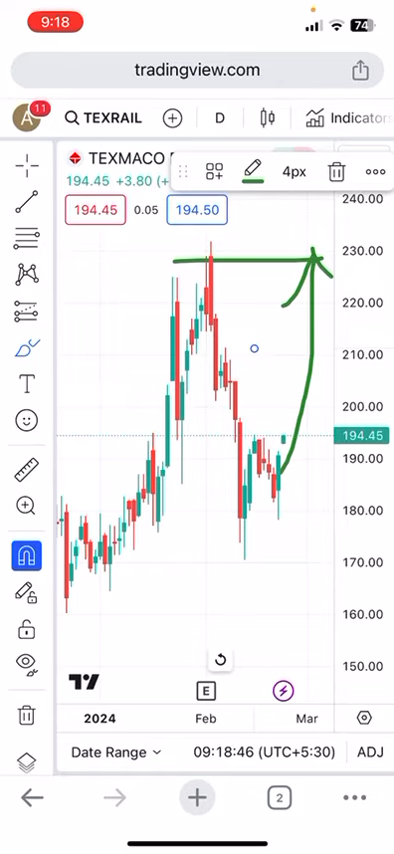 9:18
74
tradingview.com
A 11 TEXRAIL D Indicator
TEXMACO
194.45 +3.80 (+
4px
194.45 0.05 194.50
240.00
230.00
220.00
210.00
200.00
194.45
190.00
180.00
170.00
160.00
150.00
E
2024 Feb Mar
Date Range 09:18:46 (UTC+5:30) ADJ
2